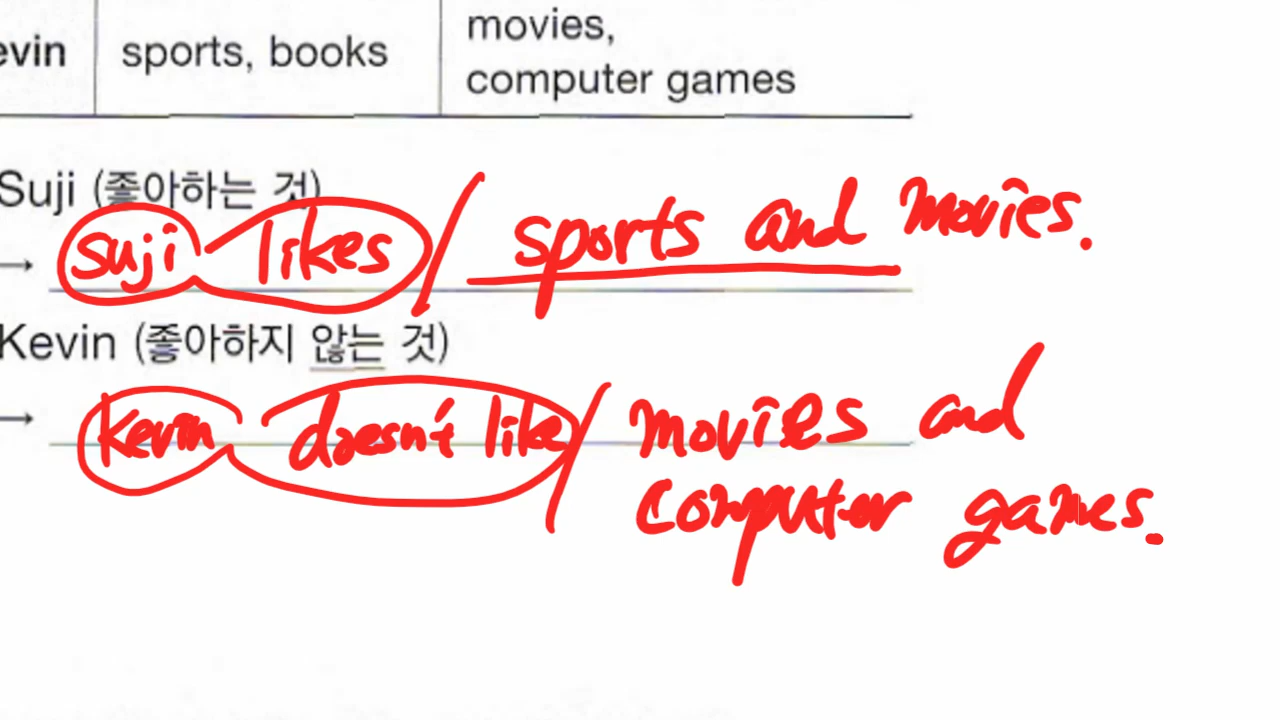 evin sports, books movies,
computer games
Suji (좋아하는 것)
→ suji likes / sports and movies.
Kevin (좋아하지 않는 것)
→ kevin doesn't like / movies and
computer games.